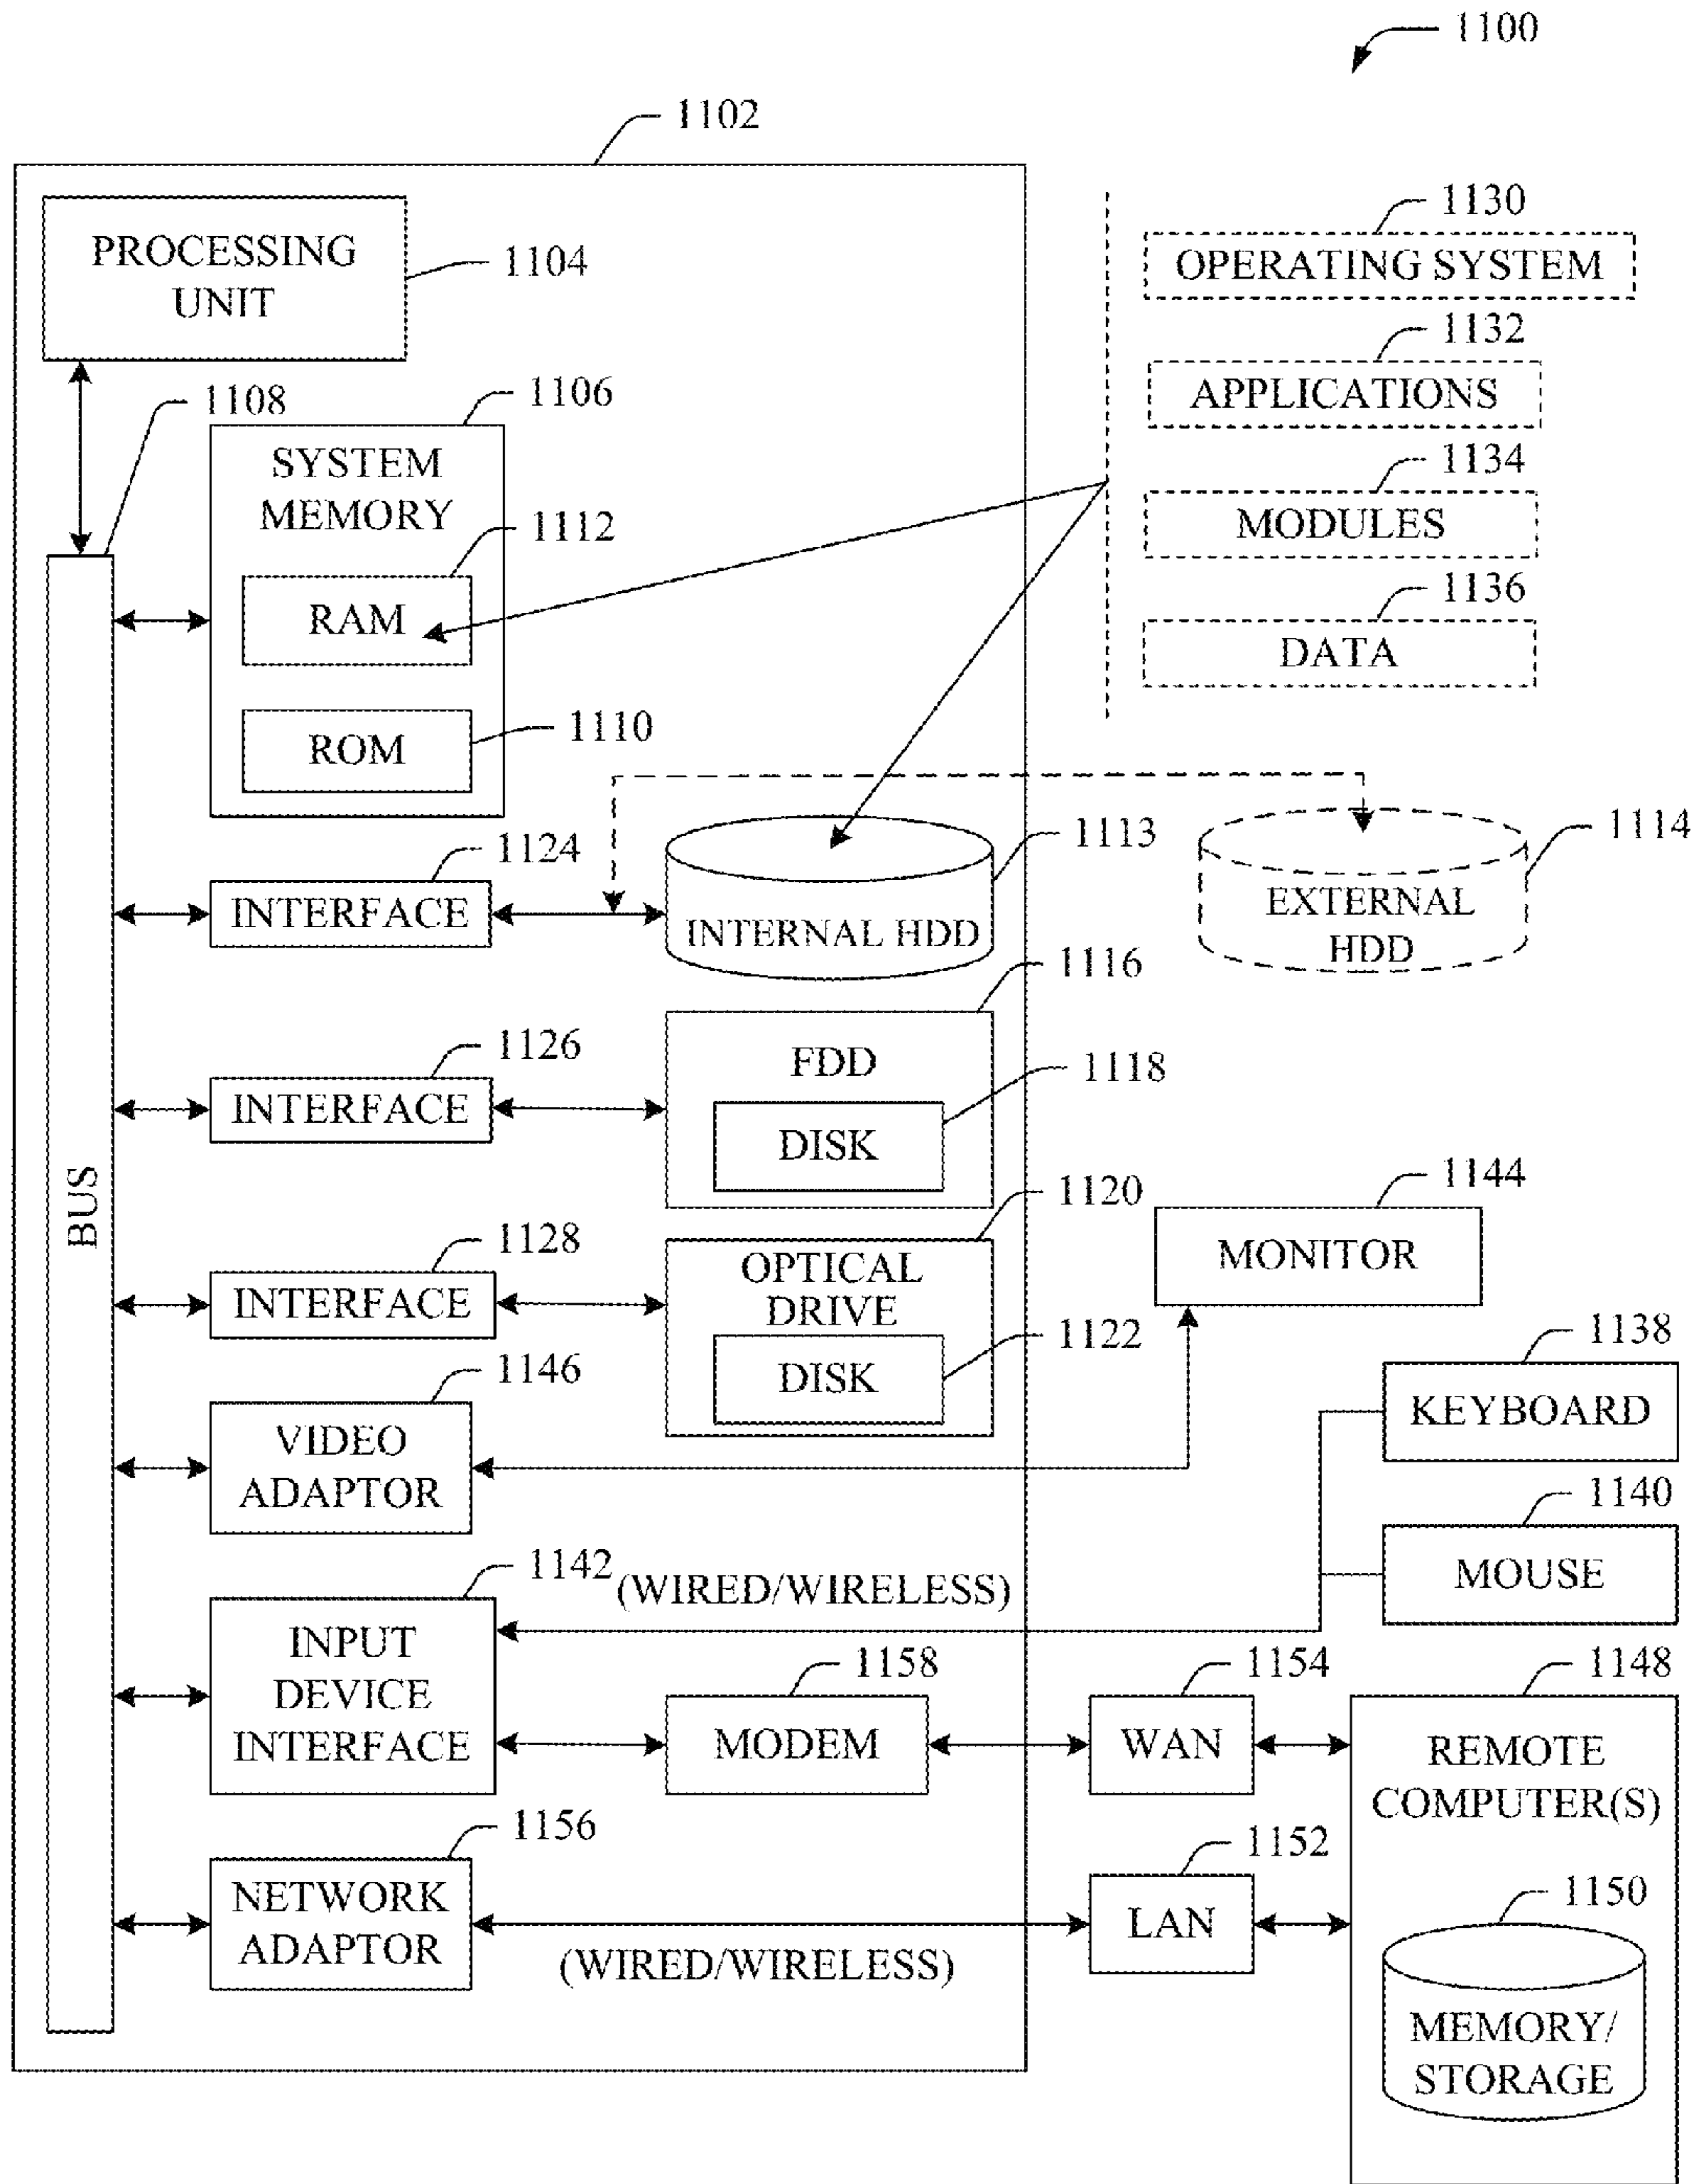 1100
1102
PROCESSING
UNIT
1104
1130
OPERATING SYSTEM
1132
APPLICATIONS
1134
MODULES
1136
DATA
1108
1106
SYSTEM
MEMORY
1112
RAM
1110
ROM
1124
INTERFACE
1113
INTERNAL HDD
1114
EXTERNAL
HDD
1126
INTERFACE
1116
FDD
1118
DISK
BUS
1128
INTERFACE
1120
OPTICAL
DRIVE
1122
DISK
1144
MONITOR
1146
VIDEO
ADAPTOR
1138
KEYBOARD
1140
MOUSE
1142
(WIRED/WIRELESS)
INPUT
DEVICE
INTERFACE
1158
MODEM
1154
WAN
1148
REMOTE
COMPUTER(S)
1156
NETWORK
ADAPTOR
(WIRED/WIRELESS)
1152
LAN
1150
MEMORY/
STORAGE